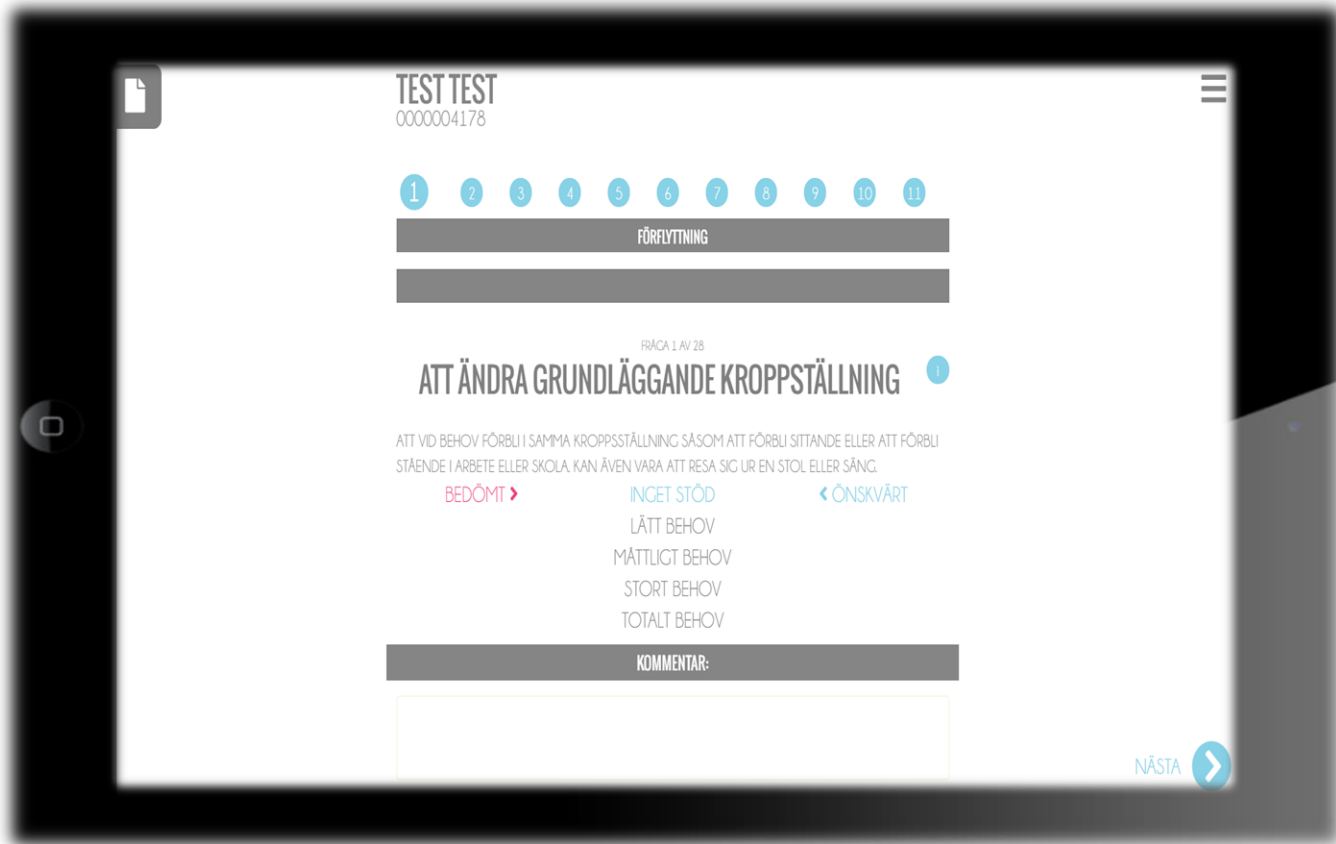 TEST TEST
0000004178
1 2 3 4 5 6 7 8 9 10 11
FÖRFLYTTNING
FRÅGA 1 AV 28
ATT ÄNDRA GRUNDLÄGGANDE KROPPSTÄLLNING i
ATT VID BEHOV FÖRBLI I SAMMA KROPPSSTÄLLNING SÅSOM ATT FÖRBLI SITTANDE ELLER ATT FÖRBLI
STÅENDE I ARBETE ELLER SKOLA. KAN ÄVEN VARA ATT RESA SIG UR EN STOL ELLER SÄNG.
BEDÖMT > INGET STÖD < ÖNSKVÄRT
LÄTT BEHOV
MÅTTLIGT BEHOV
STORT BEHOV
TOTALT BEHOV
KOMMENTAR:
NÄSTA